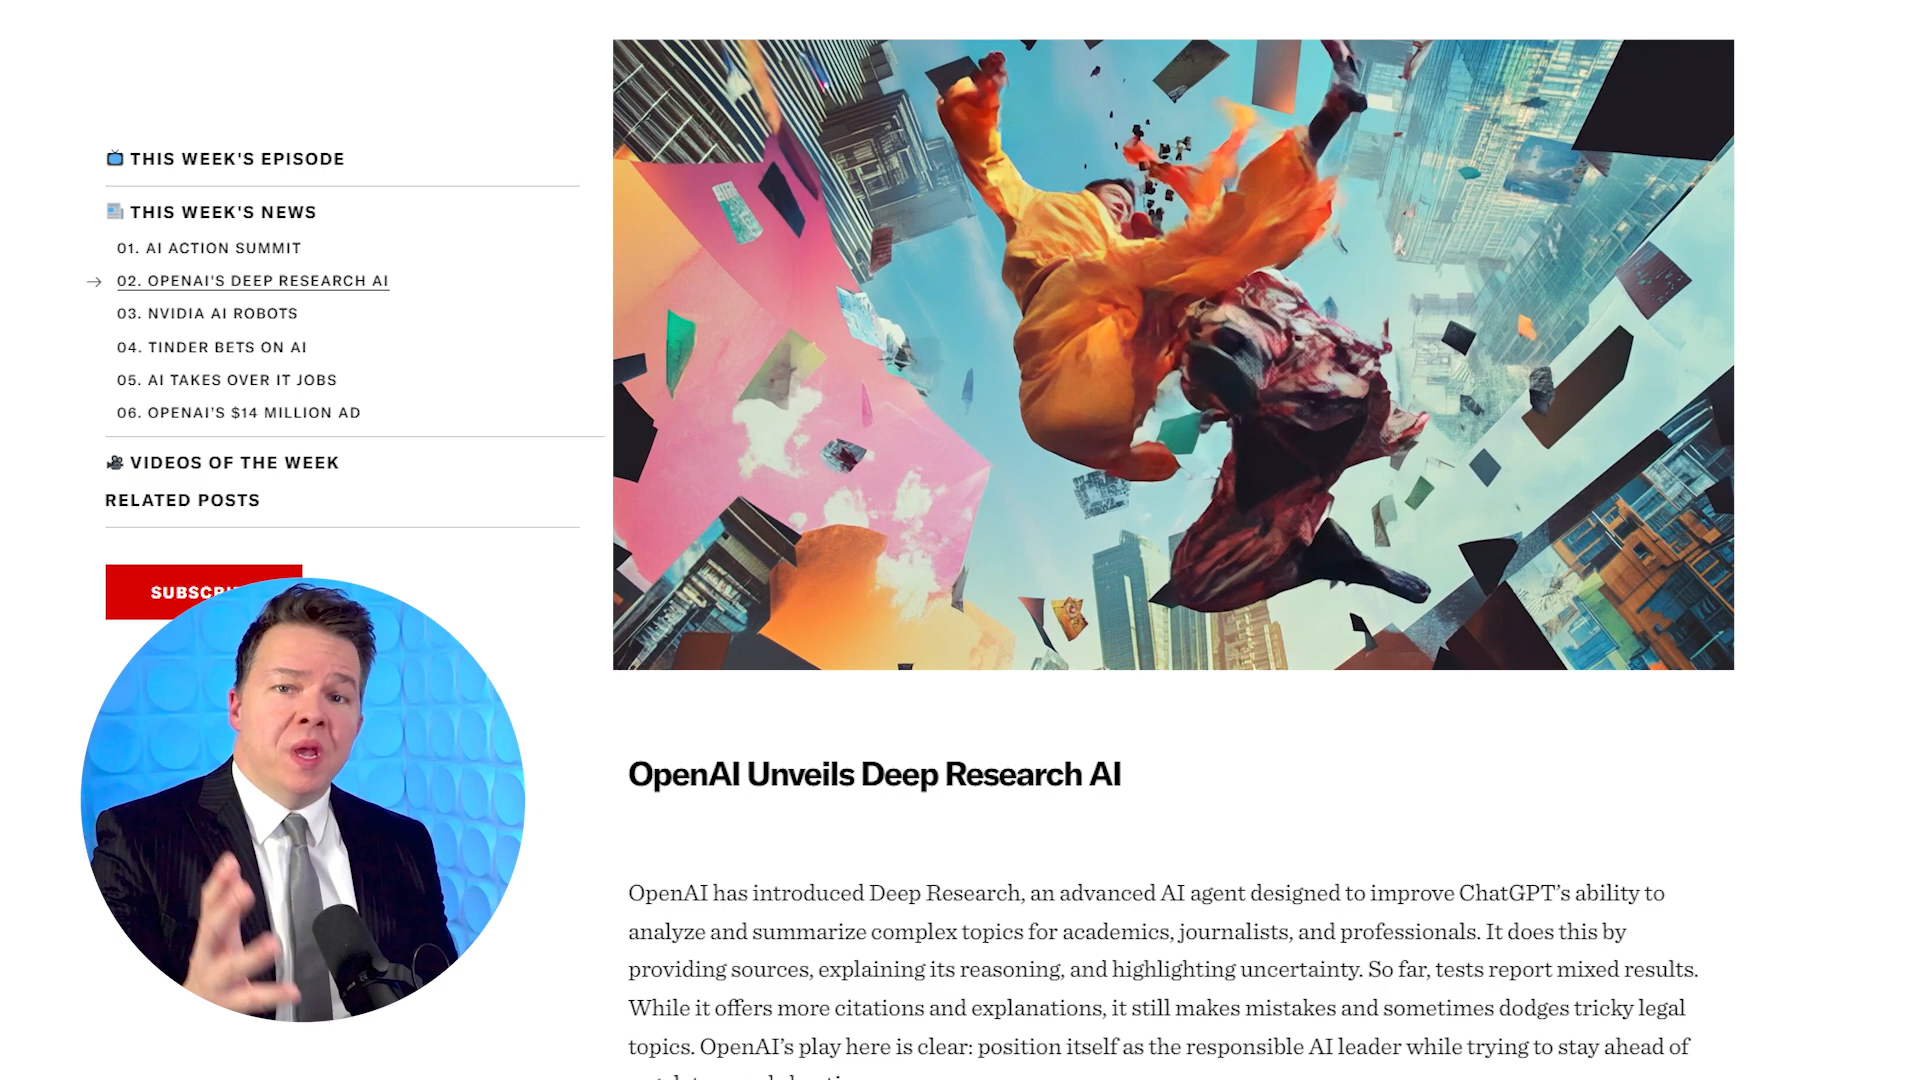 THIS WEEK'S EPISODE
THIS WEEK'S NEWS
01. AI ACTION SUMMIT
02. OPENAI'S DEEP RESEARCH AI
03. NVIDIA AI ROBOTS
04. TINDER BETS ON AI
05. AI TAKES OVER IT JOBS
06. OPENAI’S $14 MILLION AD
VIDEOS OF THE WEEK
RELATED POSTS
OpenAI Unveils Deep Research AI
OpenAI has introduced Deep Research, an advanced AI agent designed to improve ChatGPT’s ability to
analyze and summarize complex topics for academics, journalists, and professionals. It does this by
providing sources, explaining its reasoning, and highlighting uncertainty. So far, tests report mixed results.
While it offers more citations and explanations, it still makes mistakes and sometimes dodges tricky legal
topics. OpenAI’s play here is clear: position itself as the responsible AI leader while trying to stay ahead of